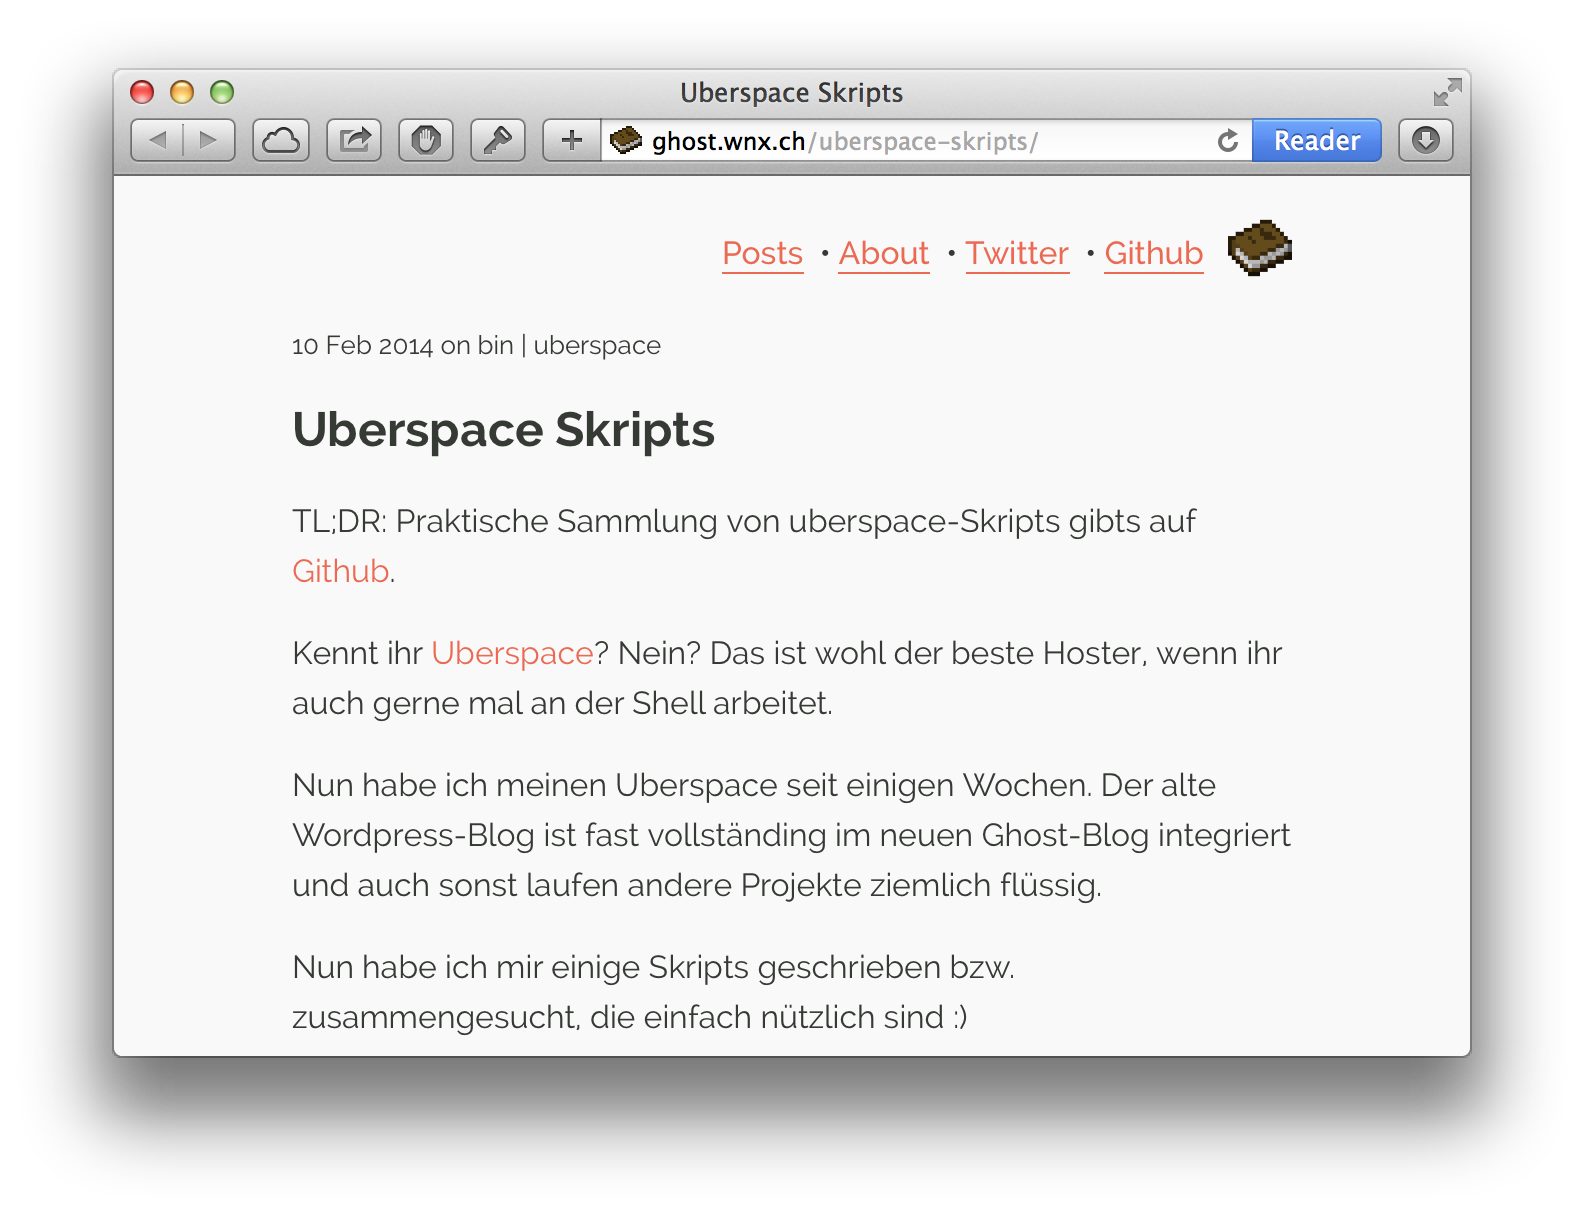 Uberspace Skripts
ghost.wnx.ch/uberspace-skripts/
Reader
Posts • About • Twitter • Github
10 Feb 2014 on bin | uberspace
Uberspace Skripts
TL;DR: Praktische Sammlung von uberspace-Skripts gibts auf
Github.
Kennt ihr Uberspace? Nein? Das ist wohl der beste Hoster, wenn ihr
auch gerne mal an der Shell arbeitet.
Nun habe ich meinen Uberspace seit einigen Wochen. Der alte
Wordpress-Blog ist fast vollständing im neuen Ghost-Blog integriert
und auch sonst laufen andere Projekte ziemlich flüssig.
Nun habe ich mir einige Skripts geschrieben bzw.
zusammengesucht, die einfach nützlich sind :)